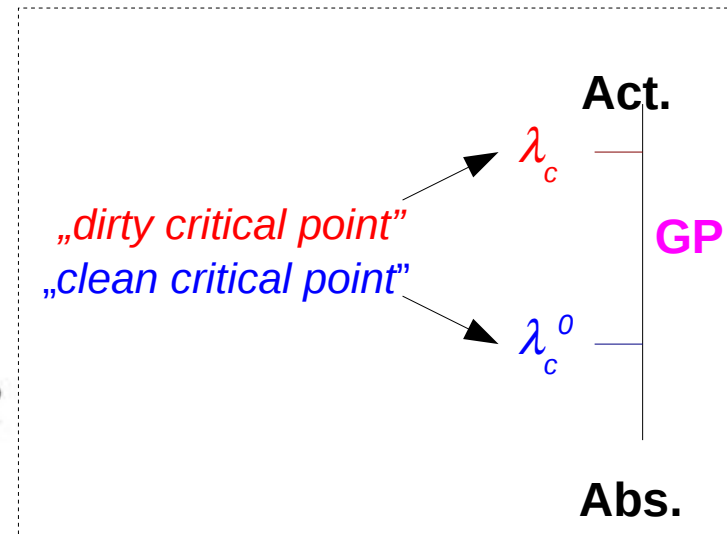 Act.
λc
„dirty critical point”
GP
„clean critical point”
λc⁰
Abs.